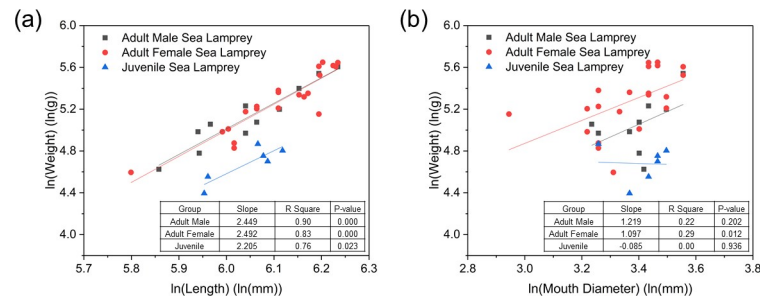 (a)
Adult Male Sea Lamprey
Adult Female Sea Lamprey
Juvenile Sea Lamprey
ln(Weight) (ln(g))
6.0
5.6
5.2
4.8
4.4
4.0
Group Slope R Square P-value
Adult Male 2.449 0.90 0.000
Adult Female 2.492 0.83 0.000
Juvenile 2.205 0.76 0.023
5.7 5.8 5.9 6.0 6.1 6.2 6.3
ln(Length) (ln(mm))
(b)
Adult Male Sea Lamprey
Adult Female Sea Lamprey
Juvenile Sea Lamprey
ln(Weight) (ln(g))
6.0
5.6
5.2
4.8
4.4
4.0
Group Slope R Square P-value
Adult Male 1.219 0.22 0.202
Adult Female 1.097 0.29 0.012
Juvenile -0.085 0.00 0.936
2.8 3.0 3.2 3.4 3.6 3.8
ln(Mouth Diameter) (ln(mm))